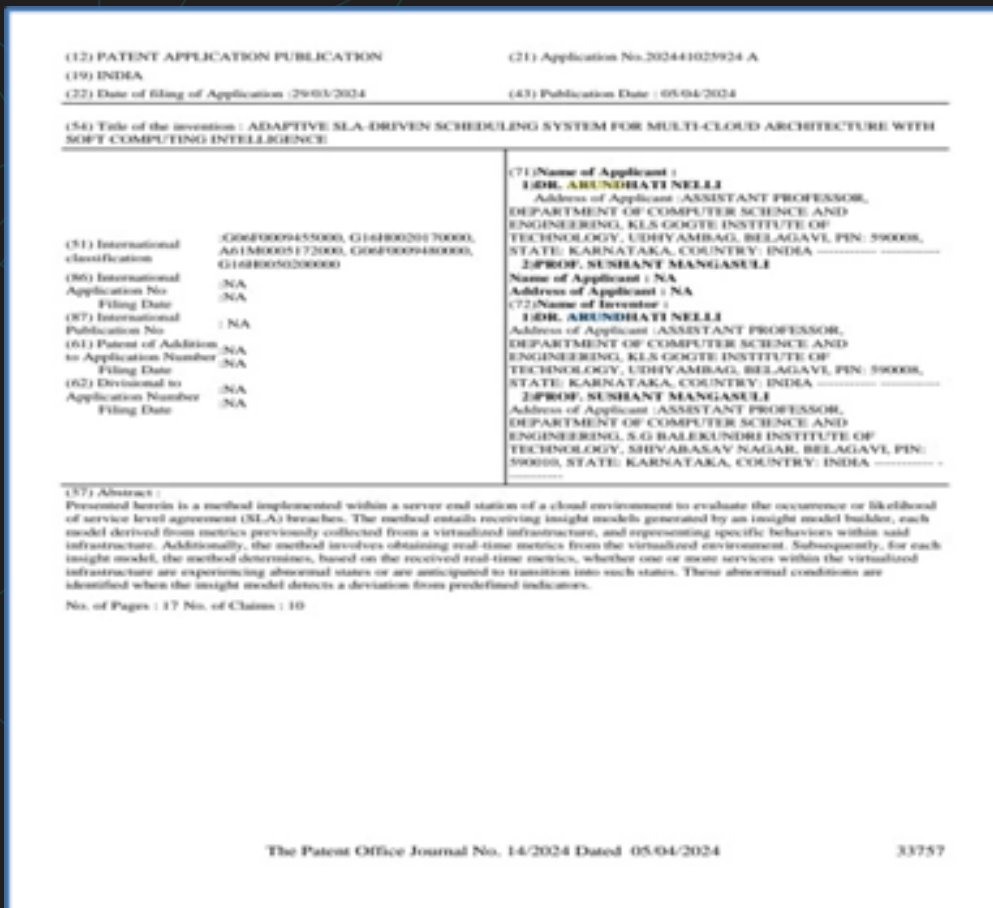 (12) PATENT APPLICATION PUBLICATION
(21) Application No.202441025924 A
(19) INDIA
(22) Date of filing of Application :29/03/2024
(43) Publication Date : 05/04/2024
(54) Title of the invention : ADAPTIVE SLA-DRIVEN SCHEDULING SYSTEM FOR MULTI-CLOUD ARCHITECTURE WITH
SOFT COMPUTING INTELLIGENCE
(51) International
classification
:G06F0009455000, G16H0020170000,
A61M0005172000, G06F0009480000,
G16H0050200000
(86) International
Application No
:NA
Filing Date
:NA
(87) International
Publication No
: NA
(61) Patent of Addition
:NA
to Application Number
:NA
Filing Date
(62) Divisional to
:NA
Application Number
:NA
Filing Date
(71)Name of Applicant :
1)DR. ARUNDHATI NELLI
Address of Applicant :ASSISTANT PROFESSOR,
DEPARTMENT OF COMPUTER SCIENCE AND
ENGINEERING, KLS GOGTE INSTITUTE OF
TECHNOLOGY, UDHYAMBAG, BELAGAVI, PIN: 590008,
STATE: KARNATAKA, COUNTRY: INDIA ----------- -----------
2)PROF. SUSHANT MANGASULI
Name of Applicant : NA
Address of Applicant : NA
(72)Name of Inventor :
1)DR. ARUNDHATI NELLI
Address of Applicant :ASSISTANT PROFESSOR,
DEPARTMENT OF COMPUTER SCIENCE AND
ENGINEERING, KLS GOGTE INSTITUTE OF
TECHNOLOGY, UDHYAMBAG, BELAGAVI, PIN: 590008,
STATE: KARNATAKA, COUNTRY: INDIA ----------- -----------
2)PROF. SUSHANT MANGASULI
Address of Applicant :ASSISTANT PROFESSOR,
DEPARTMENT OF COMPUTER SCIENCE AND
ENGINEERING, S.G BALEKUNDRI INSTITUTE OF
TECHNOLOGY, SHIVABASAV NAGAR, BELAGAVI, PIN:
590010, STATE: KARNATAKA, COUNTRY: INDIA ----------- -
-----------
(57) Abstract :
Presented herein is a method implemented within a server end station of a cloud environment to evaluate the occurrence or likelihood
of service level agreement (SLA) breaches. The method entails receiving insight models generated by an insight model builder, each
model derived from metrics previously collected from a virtualized infrastructure, and representing specific behaviors within said
infrastructure. Additionally, the method involves obtaining real-time metrics from the virtualized environment. Subsequently, for each
insight model, the method determines, based on the received real-time metrics, whether one or more services within the virtualized
infrastructure are experiencing abnormal states or are anticipated to transition into such states. These abnormal conditions are
identified when the insight model detects a deviation from predefined indicators.
No. of Pages : 17 No. of Claims : 10
The Patent Office Journal No. 14/2024 Dated 05/04/2024
33757